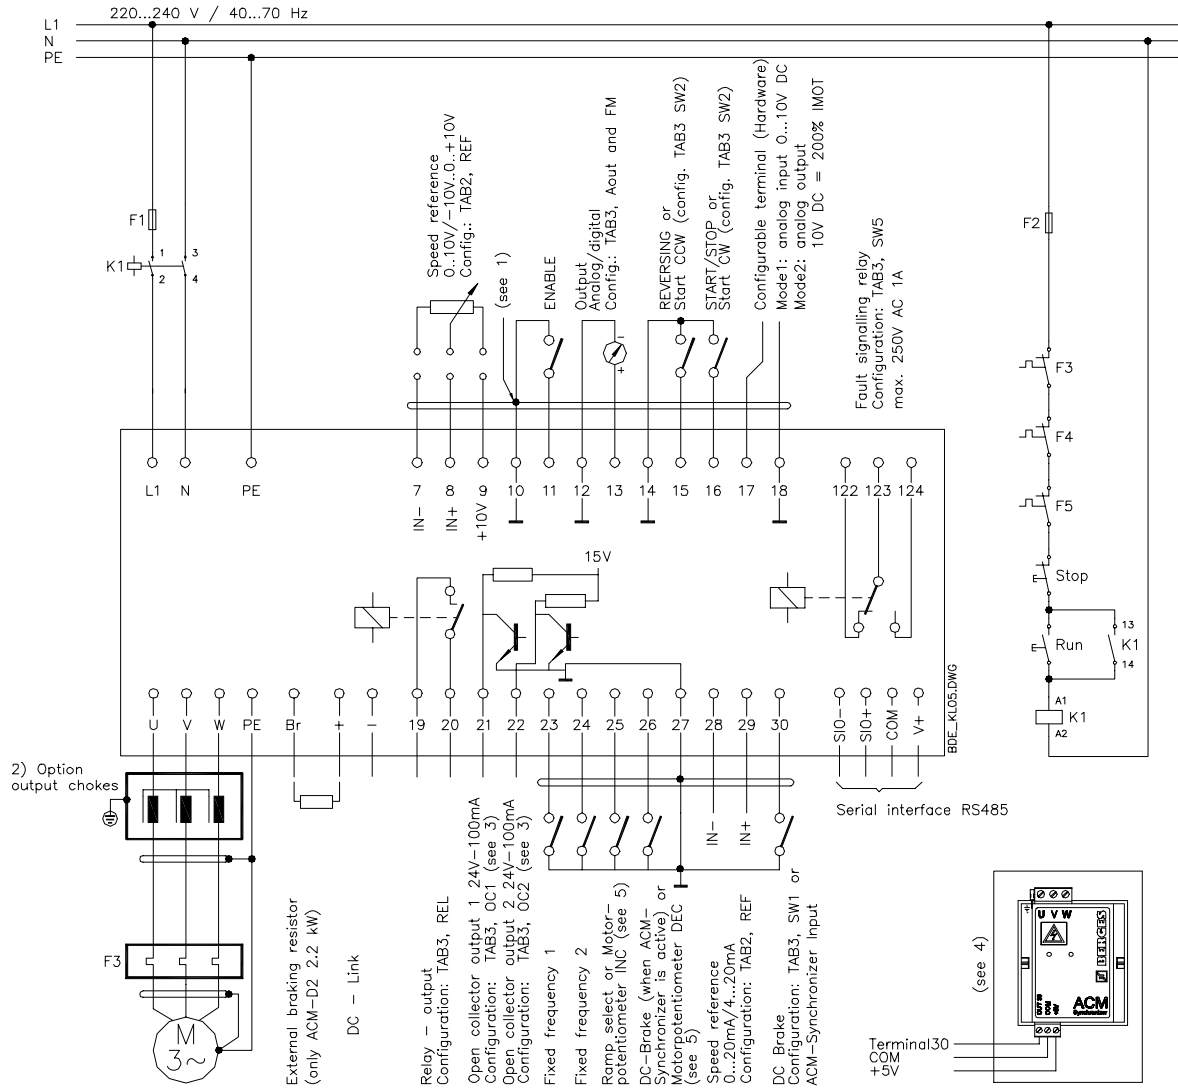 220...240 V / 40...70 Hz
L1
N
PE
F1
K1
1
3
2
4
Speed reference
0..10V/-10V..0..+10V
Config.: TAB2, REF
(see 1)
ENABLE
Output
Analog/digital
Config.: TAB3, Aout and FM
- +
REVERSING or
Start CCW (config. TAB3 SW2)
START/STOP or
Start CW (config. TAB3 SW2)
Configurable terminal (Hardware)
Mode1: analog input 0...10V DC
Mode2: analog output
10V DC = 200% IMOT
Fault signalling relay
Configuration: TAB3, SW5
max. 250V AC 1A
F2
F3
F4
F5
Stop
Run
13
K1
14
A1
K1
A2
L1 N PE 7 8 9 10 11 12 13 14 15 16 17 18 122 123 124
IN-
IN+
+10V
15V
U V W PE Br + - 19 20 21 22 23 24 25 26 27 28 29 30
SIO-
SIO+
COM
V+
BDE_KL05.DWG
2) Option
output chokes
F3
M
3~
External braking resistor
(only ACM-D2 2.2 kW)
DC - Link
Relay - output
Configuration: TAB3, REL
Open collector output 1 24V-100mA
Configuration: TAB3, OC1 (see 3)
Open collector output 2 24V-100mA
Configuration: TAB3, OC2 (see 3)
Fixed frequency 1
Fixed frequency 2
Ramp select or Motor-
potentiometer INC (see 5)
DC-Brake (when ACM-
Synchronizer is active) or
Motorpotentiometer DEC
(see 5)
IN-
IN+
Speed reference
0...20mA/4...20mA
Configuration: TAB2, REF
DC Brake
Configuration: TAB3, SW1 or
ACM-Synchronizer Input
Serial interface RS485
(see 4)
U V W
BERGES
ACM
Synchronizer
COM
Terminal30
COM
+5V